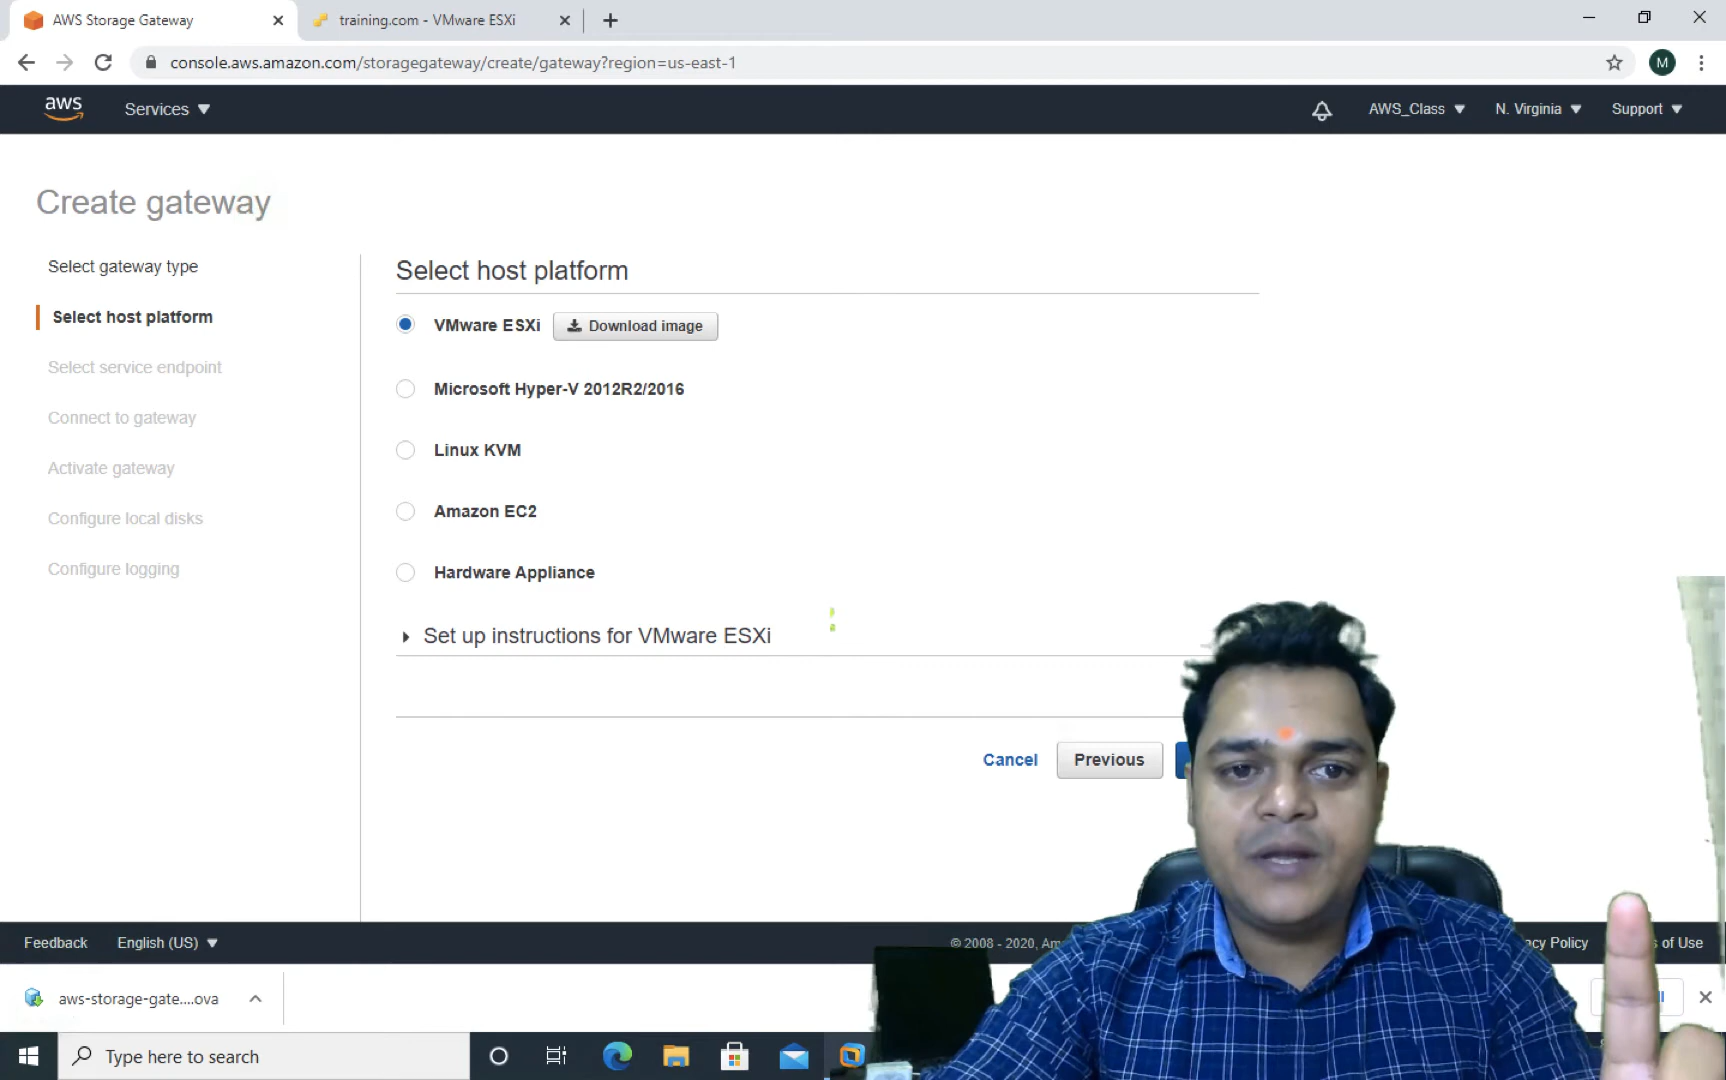 AWS Storage Gateway
training.com - VMware ESXi
console.aws.amazon.com/storagegateway/create/gateway?region=us-east-1
M
aws
Services
AWS_Class
N. Virginia
Support
Create gateway
Select gateway type
Select host platform
Select service endpoint
Connect to gateway
Activate gateway
Configure local disks
Configure logging
Select host platform
VMware ESXi
Download image
Microsoft Hyper-V 2012R2/2016
Linux KVM
Amazon EC2
Hardware Appliance
Set up instructions for VMware ESXi
Cancel
Previous
Feedback
English (US)
© 2008 - 2020,
Policy
of Use
aws-storage-gate....ova
Type here to search